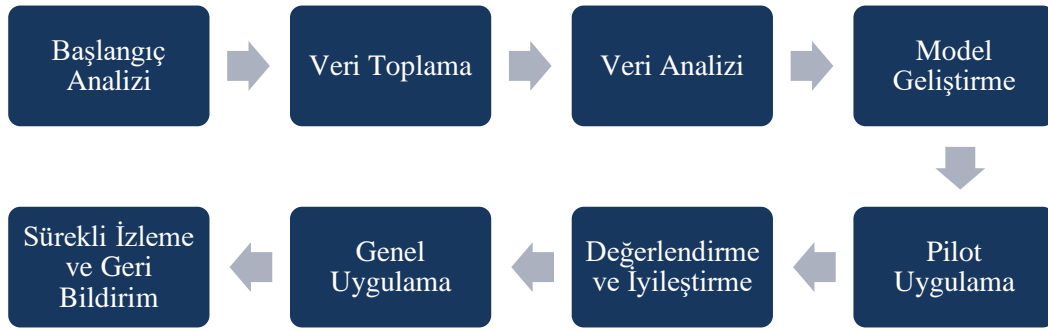 Başlangıç
Analizi
Veri Toplama
Veri Analizi
Model
Geliştirme
Pilot
Uygulama
Değerlendirme
ve İyileştirme
Genel
Uygulama
Sürekli İzleme
ve Geri
Bildirim